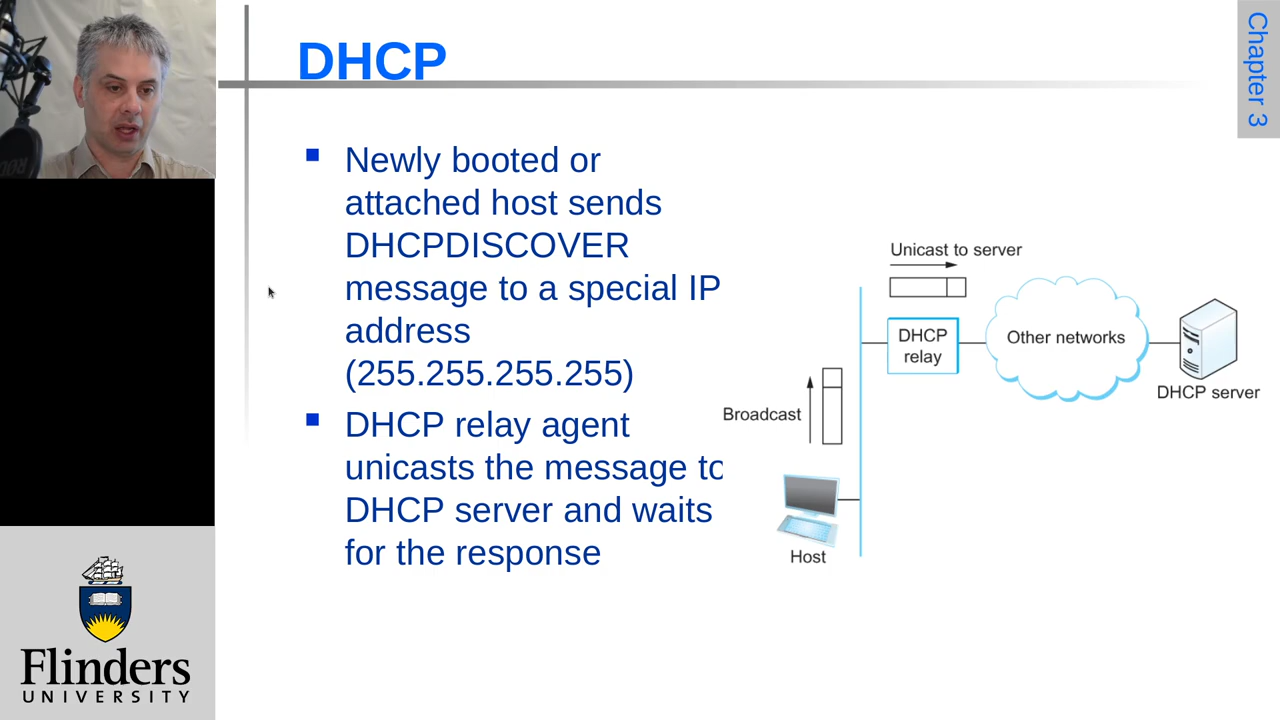 DHCP
Chapter 3
Newly booted or
attached host sends
DHCPDISCOVER
message to a special IP
address
(255.255.255.255)
DHCP relay agent
unicasts the message to
DHCP server and waits
for the response
Unicast to server
DHCP
relay
Other networks
DHCP server
Broadcast
Host
RODE
Flinders
UNIVERSITY